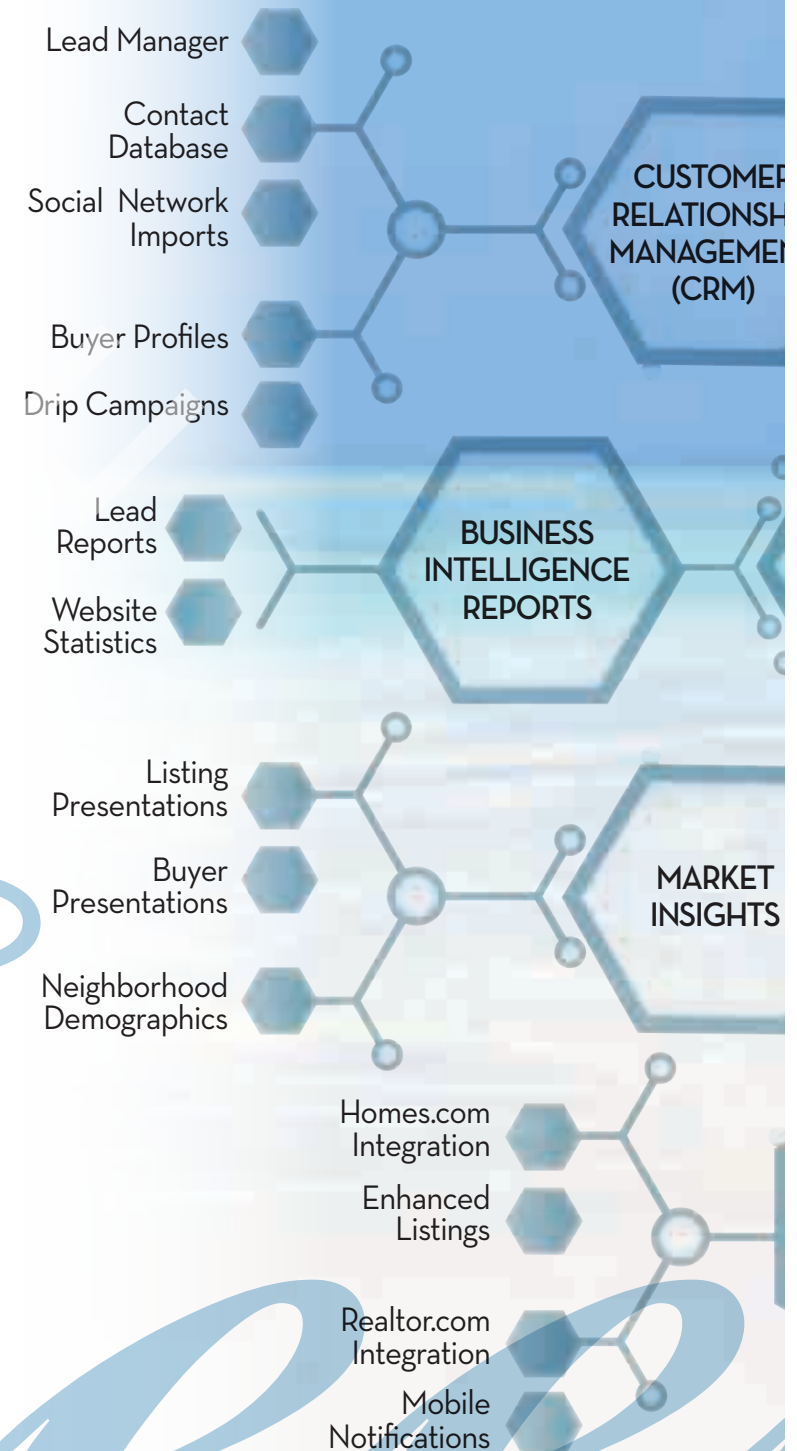 Lead Manager
Contact
Database
Social Network
Imports
Buyer Profiles
Drip Campaigns
CUSTOMER
RELATIONSHI
MANAGEMEN
(CRM)
Lead
Reports
Website
Statistics
BUSINESS
INTELLIGENCE
REPORTS
Listing
Presentations
Buyer
Presentations
Neighborhood
Demographics
MARKET
INSIGHTS
Homes.com
Integration
Enhanced
Listings
Realtor.com
Integration
Mobile
Notifications